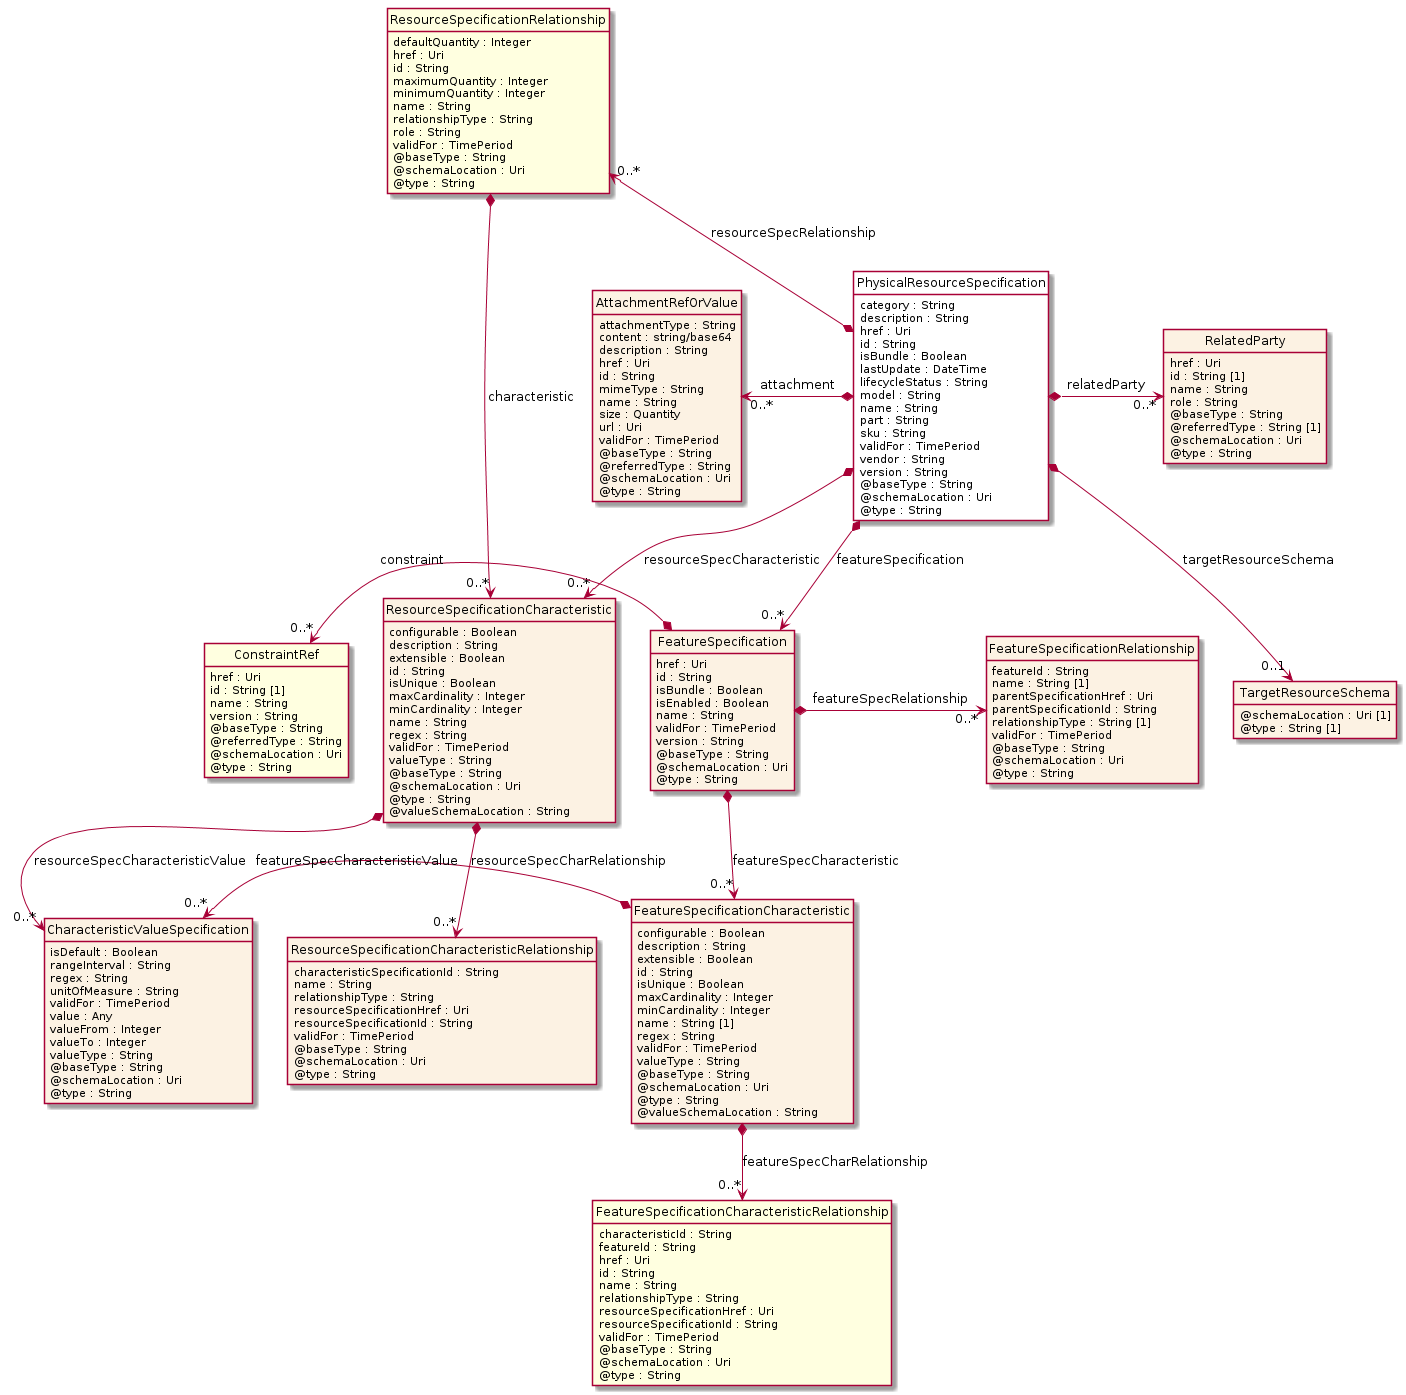 ResourceSpecificationRelationship
defaultQuantity : Integer
href : Uri
id : String
maximumQuantity : Integer
minimumQuantity : Integer
name : String
relationshipType : String
role : String
validFor : TimePeriod
@baseType : String
@schemaLocation : Uri
@type : String
0..*
resourceSpecRelationship
PhysicalResourceSpecification
category : String
description : String
href : Uri
id : String
isBundle : Boolean
lastUpdate : DateTime
lifecycleStatus : String
model : String
name : String
part : String
sku : String
validFor : TimePeriod
vendor : String
version : String
@baseType : String
@schemaLocation : Uri
@type : String
AttachmentRefOrValue
attachmentType : String
content : string/base64
description : String
href : Uri
id : String
mimeType : String
name : String
size : Quantity
url : Uri
validFor : TimePeriod
@baseType : String
@referredType : String
@schemaLocation : Uri
@type : String
attachment
0..*
relatedParty
0..*
RelatedParty
href : Uri
id : String [1]
name : String
role : String
@baseType : String
@referredType : String [1]
@schemaLocation : Uri
@type : String
characteristic
0..*
constraint
0..*
resourceSpecCharacteristic
0..*
featureSpecification
0..*
targetResourceSchema
0..1
ConstraintRef
href : Uri
id : String [1]
name : String
version : String
@baseType : String
@referredType : String
@schemaLocation : Uri
@type : String
ResourceSpecificationCharacteristic
configurable : Boolean
description : String
extensible : Boolean
id : String
isUnique : Boolean
maxCardinality : Integer
minCardinality : Integer
name : String
regex : String
validFor : TimePeriod
valueType : String
@baseType : String
@schemaLocation : Uri
@type : String
@valueSchemaLocation : String
FeatureSpecification
href : Uri
id : String
isBundle : Boolean
isEnabled : Boolean
name : String
validFor : TimePeriod
version : String
@baseType : String
@schemaLocation : Uri
@type : String
featureSpecRelationship
0..*
FeatureSpecificationRelationship
featureId : String
name : String [1]
parentSpecificationHref : Uri
parentSpecificationId : String
relationshipType : String [1]
validFor : TimePeriod
@baseType : String
@schemaLocation : Uri
@type : String
TargetResourceSchema
@schemaLocation : Uri [1]
@type : String [1]
resourceSpecCharacteristicValue
0..*
featureSpecCharacteristicValue
0..*
resourceSpecCharRelationship
0..*
featureSpecCharacteristic
0..*
CharacteristicValueSpecification
isDefault : Boolean
rangeInterval : String
regex : String
unitOfMeasure : String
validFor : TimePeriod
value : Any
valueFrom : Integer
valueTo : Integer
valueType : String
@baseType : String
@schemaLocation : Uri
@type : String
ResourceSpecificationCharacteristicRelationship
characteristicSpecificationId : String
name : String
relationshipType : String
resourceSpecificationHref : Uri
resourceSpecificationId : String
validFor : TimePeriod
@baseType : String
@schemaLocation : Uri
@type : String
FeatureSpecificationCharacteristic
configurable : Boolean
description : String
extensible : Boolean
id : String
isUnique : Boolean
maxCardinality : Integer
minCardinality : Integer
name : String [1]
regex : String
validFor : TimePeriod
valueType : String
@baseType : String
@schemaLocation : Uri
@type : String
@valueSchemaLocation : String
featureSpecCharRelationship
0..*
FeatureSpecificationCharacteristicRelationship
characteristicId : String
featureId : String
href : Uri
id : String
name : String
relationshipType : String
resourceSpecificationHref : Uri
resourceSpecificationId : String
validFor : TimePeriod
@baseType : String
@schemaLocation : Uri
@type : String